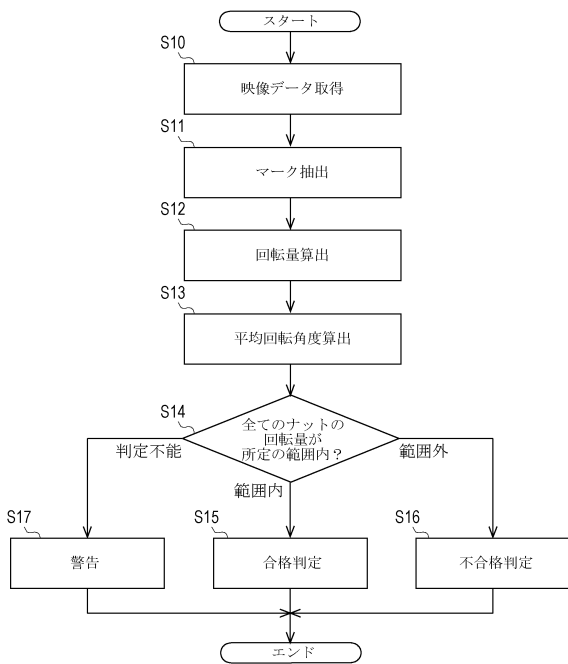 スタート
S10
映像データ取得
S11
マーク抽出
S12
回転量算出
S13
平均回転角度算出
S14
全てのナットの
回転量が
所定の範囲内？
判定不能
範囲内
範囲外
S17
警告
S15
合格判定
S16
不合格判定
エンド